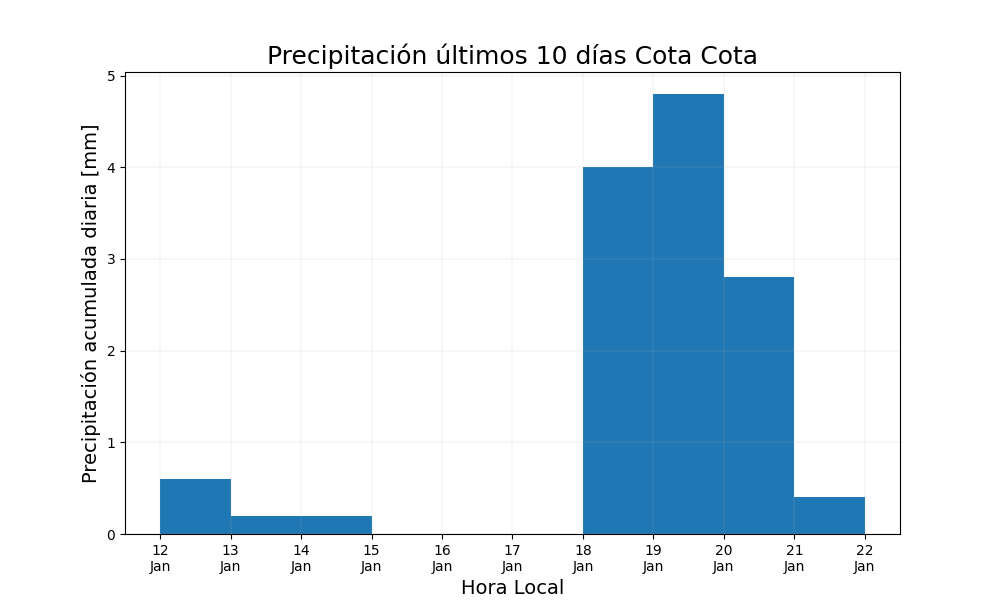 Precipitación últimos 10 días Cota Cota
Precipitación acumulada diaria [mm]
5
4
3
2
1
0
12 13 14 15 16 17 18 19 20 21 22
Jan Jan Jan Jan Jan Jan Jan Jan Jan Jan Jan
Hora Local